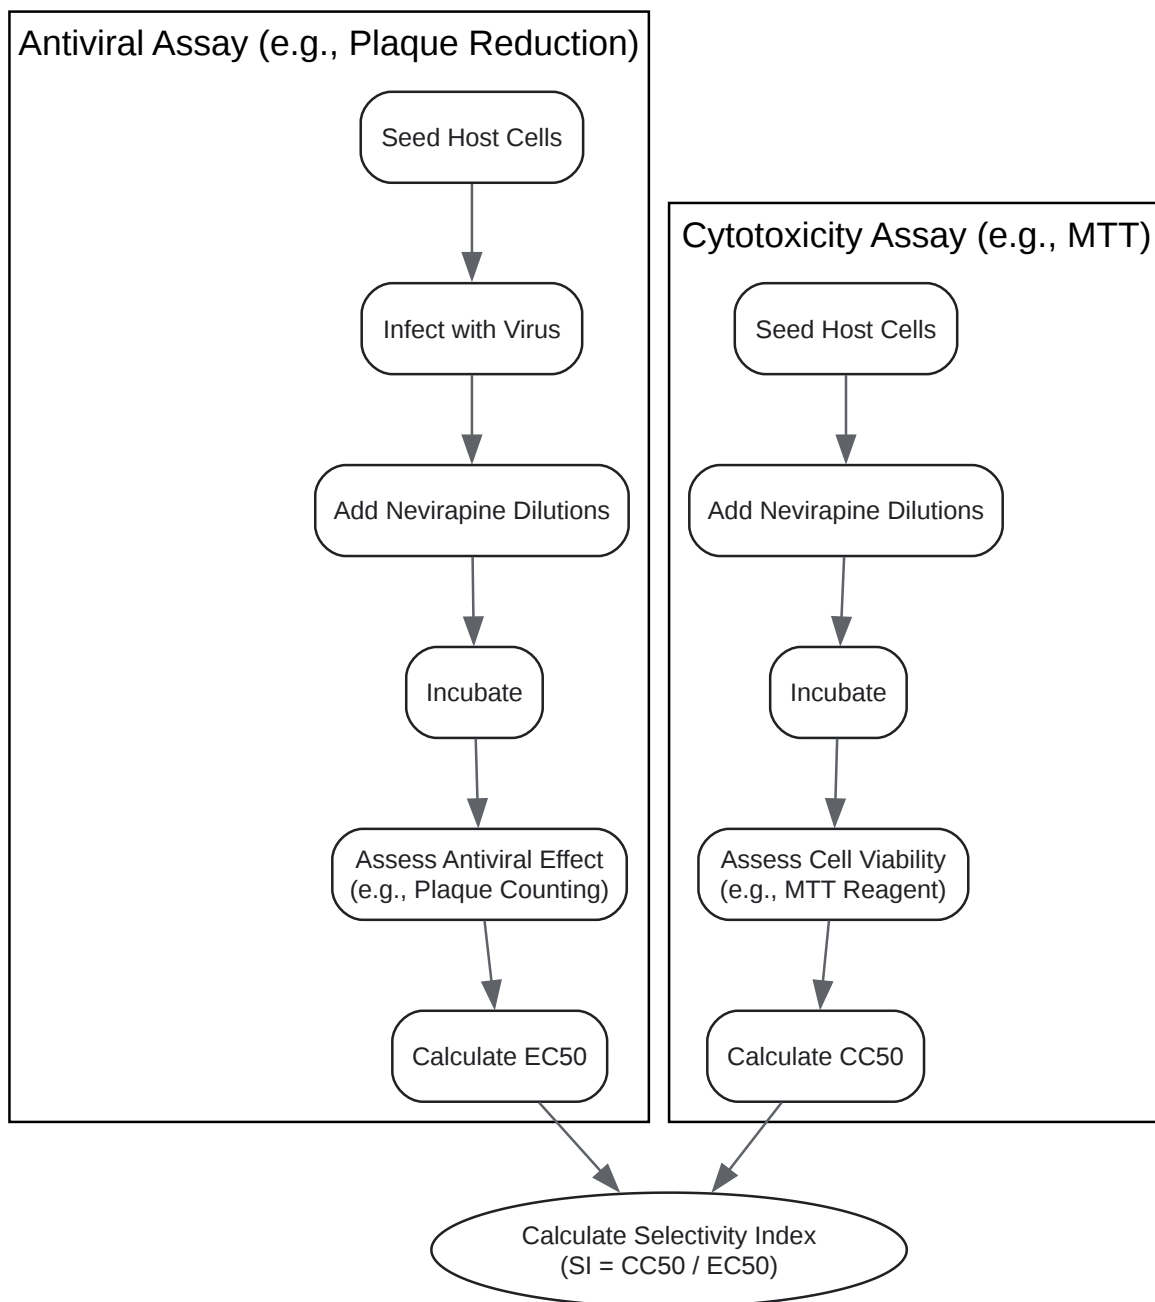 Antiviral Assay (e.g., Plaque Reduction)
Seed Host Cells
Infect with Virus
Add Nevirapine Dilutions
Incubate
Assess Antiviral Effect
(e.g., Plaque Counting)
Calculate EC50
Cytotoxicity Assay (e.g., MTT)
Seed Host Cells
Add Nevirapine Dilutions
Incubate
Assess Cell Viability
(e.g., MTT Reagent)
Calculate CC50
Calculate Selectivity Index
(SI = CC50 / EC50)